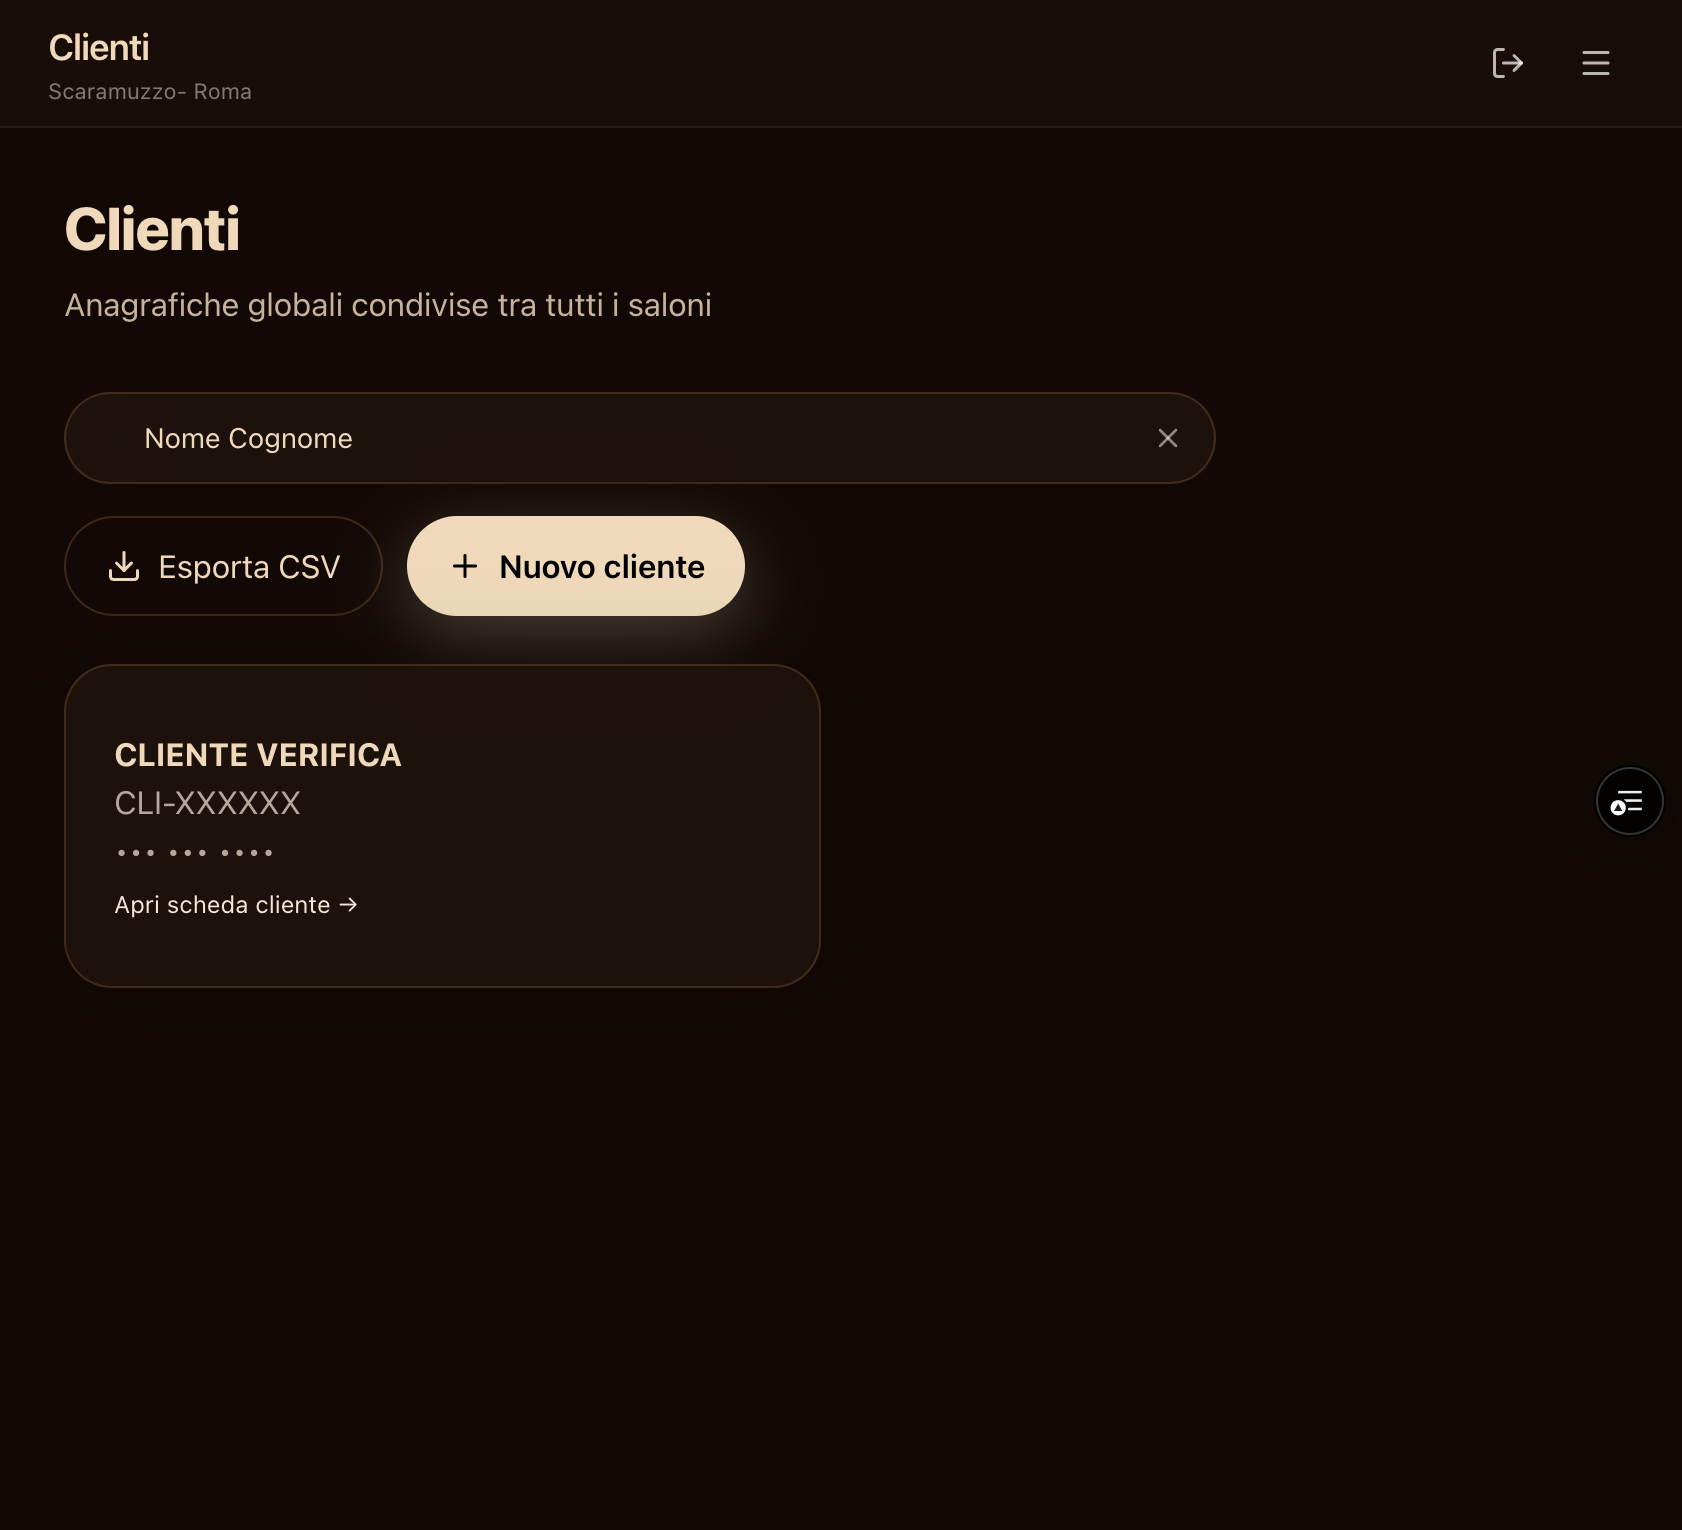 Clienti
Scaramuzzo- Roma
Clienti
Anagrafiche globali condivise tra tutti i saloni
Nome Cognome
Esporta CSV
Nuovo cliente
CLIENTE VERIFICA
CLI-XXXXXX
••• ••• ••••
Apri scheda cliente →